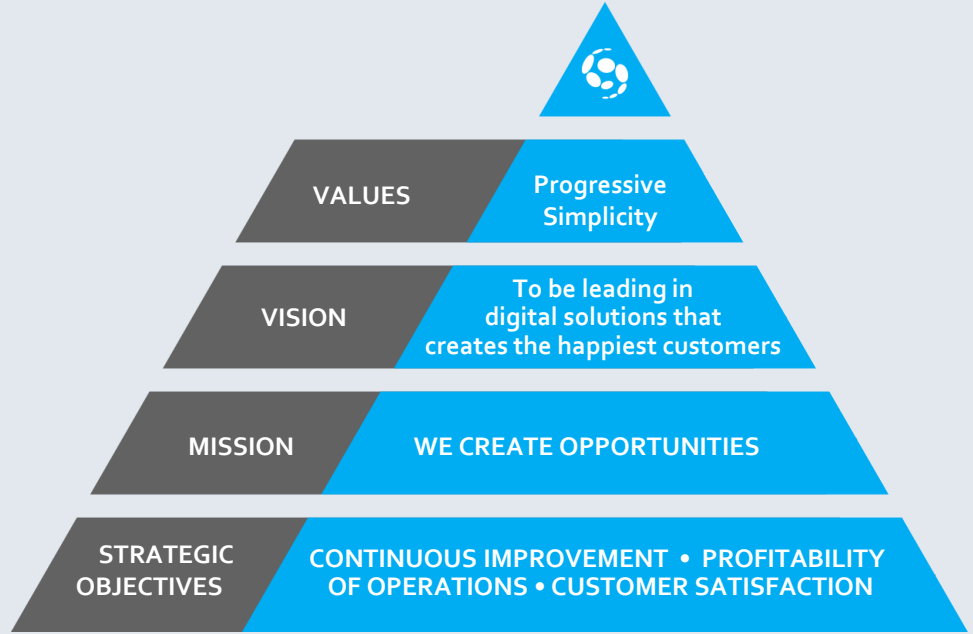 VALUES
Progressive
Simplicity
VISION
To be leading in
digital solutions that
creates the happiest customers
MISSION
WE CREATE OPPORTUNITIES
STRATEGIC
OBJECTIVES
CONTINUOUS IMPROVEMENT • PROFITABILITY
OF OPERATIONS • CUSTOMER SATISFACTION